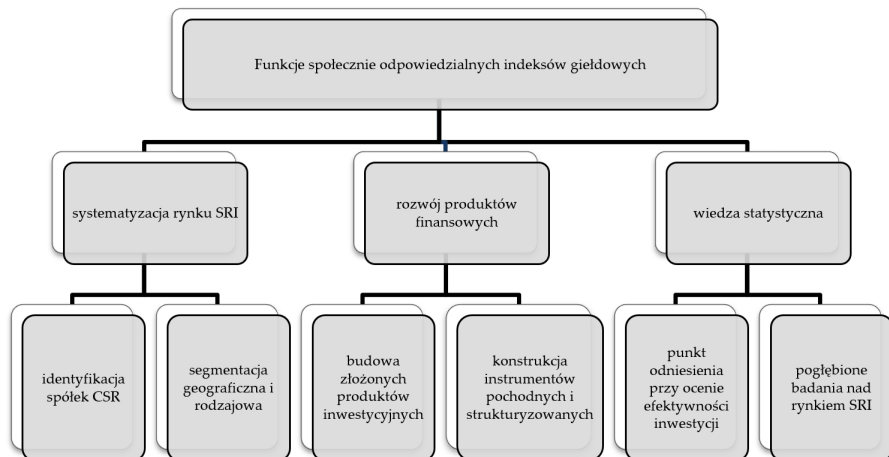 Funkcje społecznie odpowiedzialnych indeksów giełdowych
systematyzacja rynku SRI
rozwój produktów
finansowych
wiedza statystyczna
identyfikacja
spółek CSR
segmentacja
geograficzna i
rodzajowa
budowa
złożonych
produktów
inwestycyjnych
konstrukcja
instrumentów
pochodnych i
strukturyzowanych
punkt
odniesienia
przy ocenie
efektywności
inwestycji
pogłębione
badania nad
rynkiem SRI